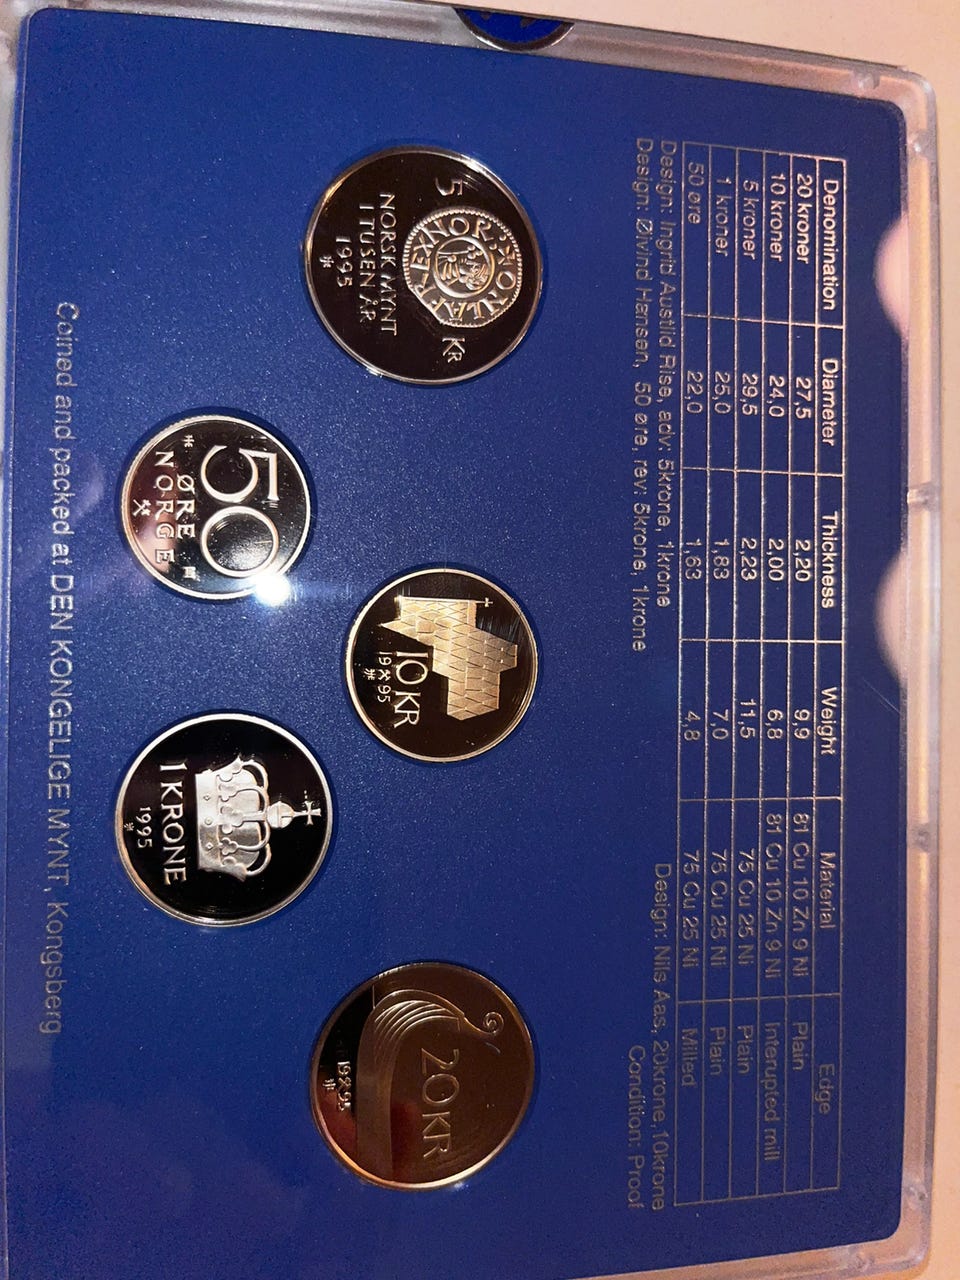 Denomination Diameter Thickness Weight Material Edge
20 kroner 27,5 2,20 9,9 81 Cu 10 Zn 9 Ni Plain
10 kroner 24,0 2,00 6,8 81 Cu 10 Zn 9 Ni Interupted mill
5 kroner 29,5 2,23 11,5 75 Cu 25 Ni Plain
1 kroner 25,0 1,83 7,0 75 Cu 25 Ni Plain
50 øre 22,0 1,63 4,8 75 Cu 25 Ni Milled
Design: Ingrid Austlid Rise, adv: 5krone, 1krone Design: Nils Aas, 20krone, 10krone
Design: Øivind Hansen, 50 øre, rev: 5krone, 1krone Condition: Proof
5 KR
ONLAFREXNOR
NORSK MYNT
I TUSEN ÅR
1995
10 KR
19 95
20 KR
1995
50
ØRE
NORGE
1 KRONE
1995
Coined and packed at DEN KONGELIGE MYNT, Kongsberg